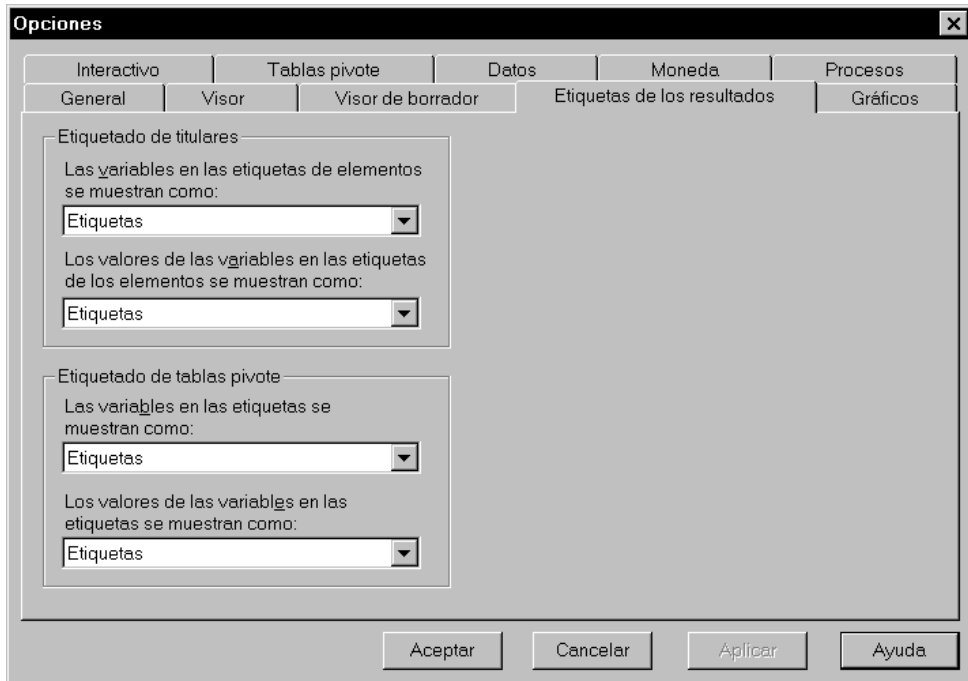 Opciones
Interactivo
Tablas pivote
Datos
Moneda
Procesos
General
Visor
Visor de borrador
Etiquetas de los resultados
Gráficos
Etiquetado de titulares
Las variables en las etiquetas de elementos
se muestran como:
Etiquetas
Los valores de las variables en las etiquetas
de los elementos se muestran como:
Etiquetas
Etiquetado de tablas pivote
Las variables en las etiquetas se
muestran como:
Etiquetas
Los valores de las variables en las
etiquetas se muestran como:
Etiquetas
Aceptar
Cancelar
Aplicar
Ayuda